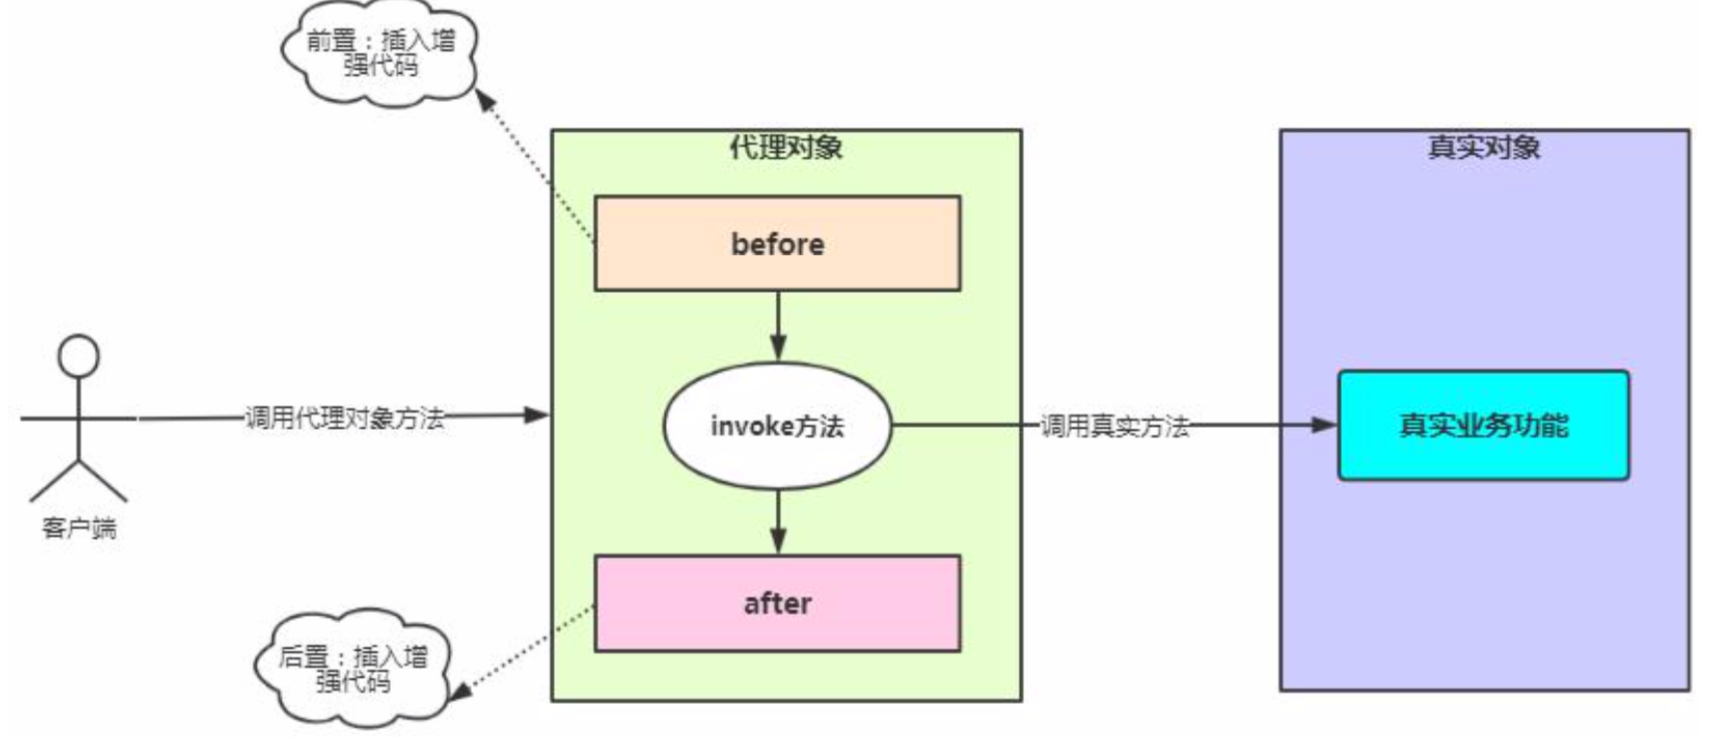 前置：插入增
强代码
代理对象
真实对象
before
调用代理对象方法
invoke方法
调用真实方法
真实业务功能
客户端
after
后置：插入增
强代码